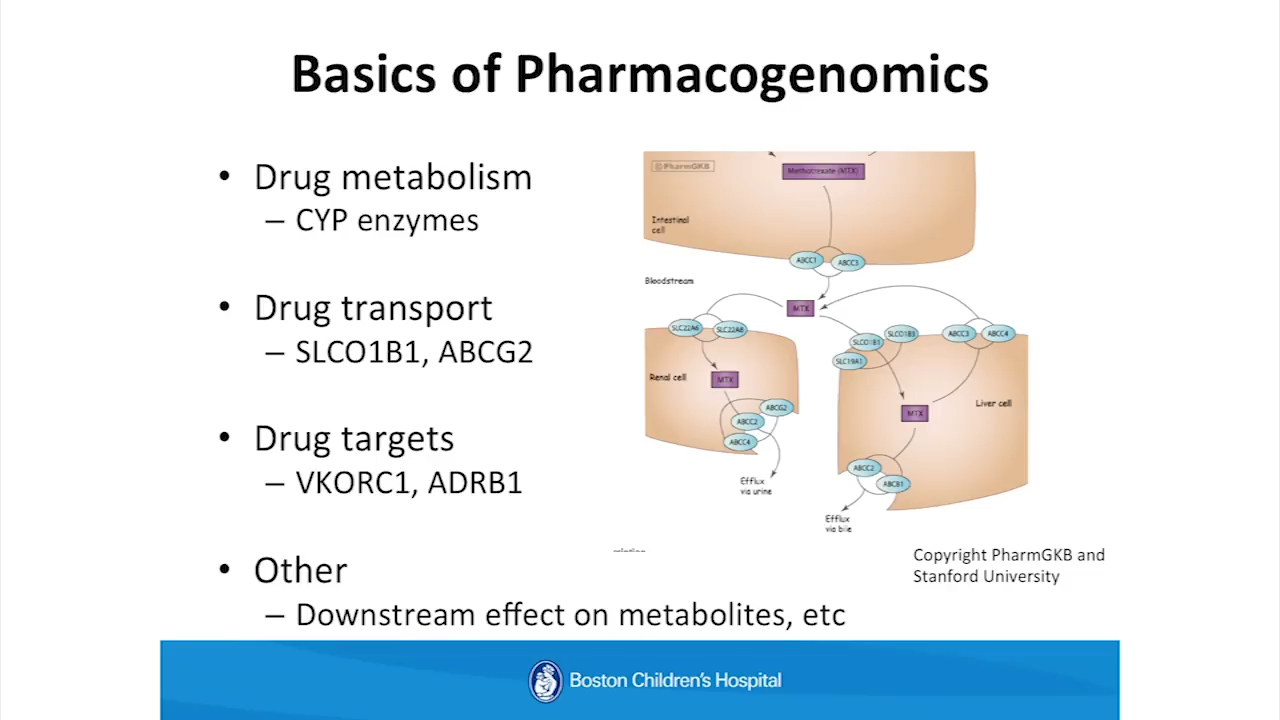 Basics of Pharmacogenomics
• Drug metabolism
– CYP enzymes
• Drug transport
– SLCO1B1, ABCG2
• Drug targets
– VKORC1, ADRB1
• Other
– Downstream effect on metabolites, etc
© PharmGKB
Methotrexate (MTX)
Intestinal
cell
ABCC1
ABCC3
Bloodstream
MTX
SLC22A6
SLC22A8
SLCO1B1
SLCO1B3
SLC19A1
ABCC3
ABCC4
Renal cell
MTX
ABCG2
ABCC2
ABCC4
MTX
Liver cell
ABCC2
ABCB1
Efflux
via urine
Efflux
via bile
Copyright PharmGKB and
Stanford University
Boston Children's Hospital